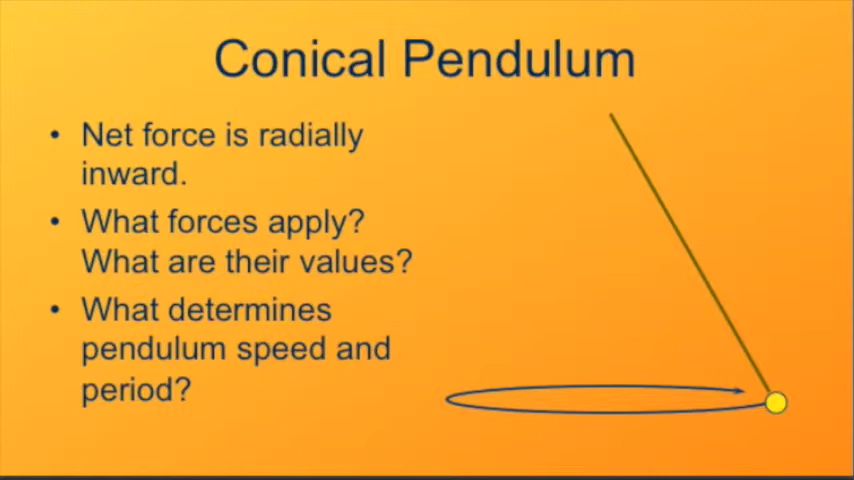 Conical Pendulum
• Net force is radially
inward.
• What forces apply?
What are their values?
• What determines
pendulum speed and
period?